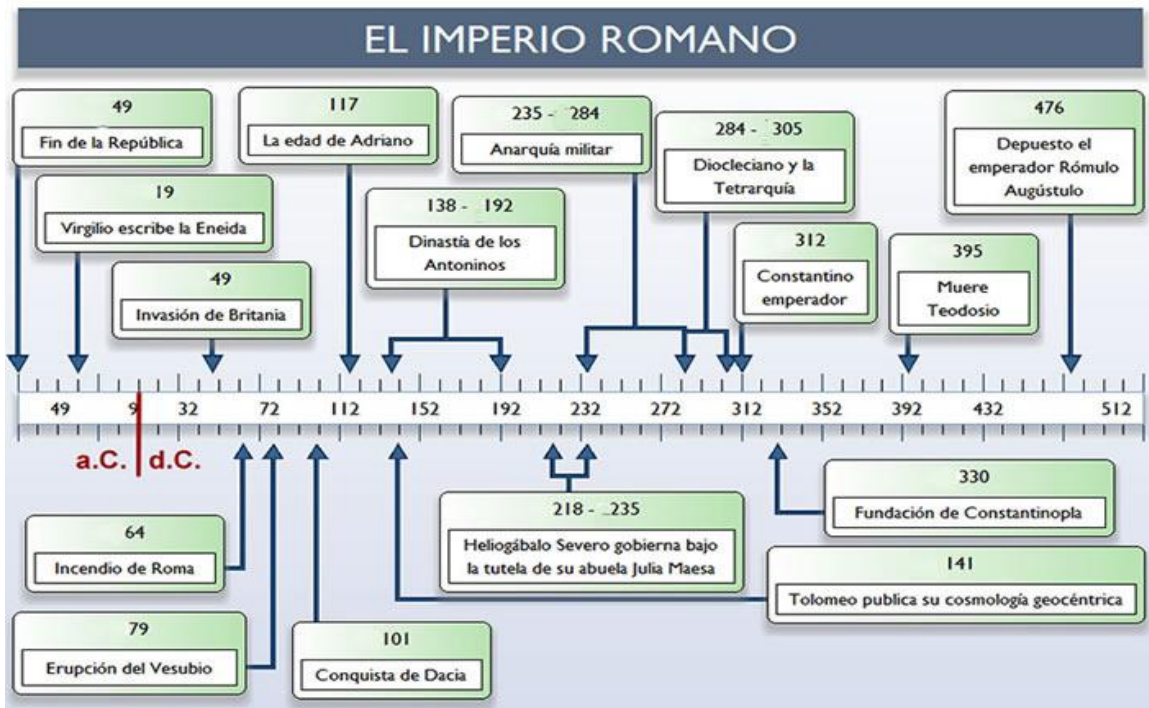 EL IMPERIO ROMANO
49
Fin de la República
19
Virgilio escribe la Eneida
49
Invasión de Britania
117
La edad de Adriano
138 - 192
Dinastía de los
Antoninos
235 - 284
Anarquía militar
284 - 305
Diocleciano y la
Tetrarquía
312
Constantino
emperador
395
Muere
Teodosio
476
Depuesto el
emperador Rómulo
Augústulo
49 9 32 72 112 152 192 232 272 312 352 392 432 512
a.C. d.C.
64
Incendio de Roma
79
Erupción del Vesubio
101
Conquista de Dacia
218 - 235
Heliogábalo Severo gobierna bajo
la tutela de su abuela Julia Maesa
330
Fundación de Constantinopla
141
Tolomeo publica su cosmología geocéntrica